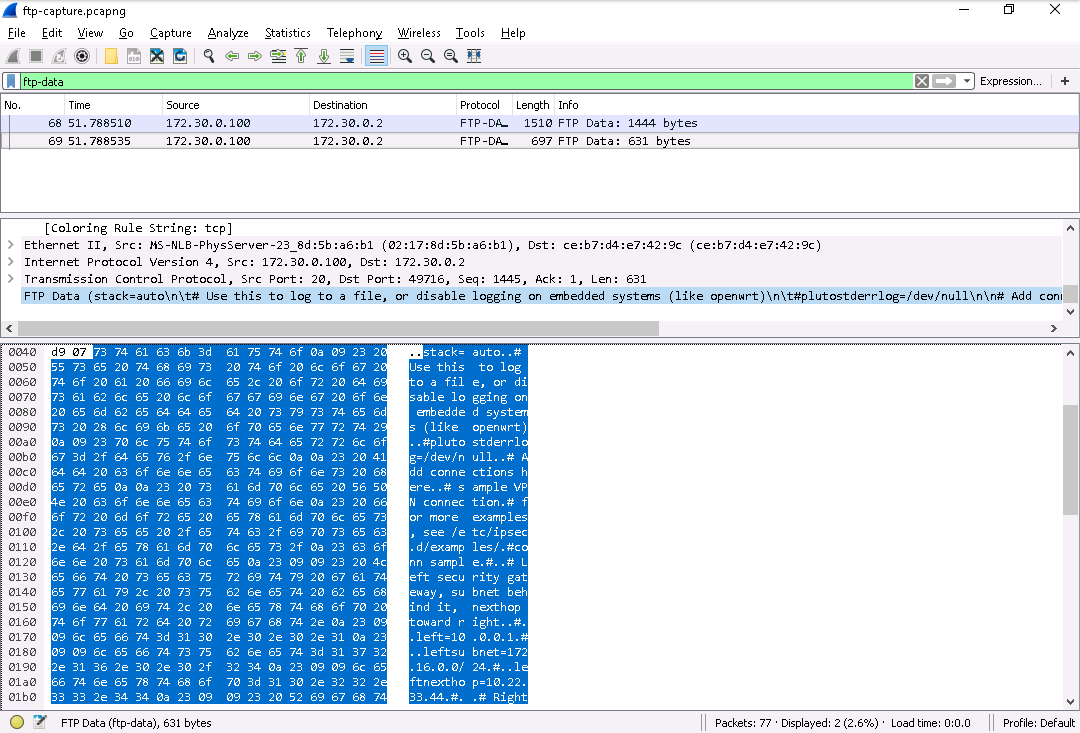 ftp-capture.pcapng
File Edit View Go Capture Analyze Statistics Telephony Wireless Tools Help
ftp-data Expression... +
No. Time Source Destination Protocol Length Info
68 51.788510 172.30.0.100 172.30.0.2 FTP-DA… 1510 FTP Data: 1444 bytes
69 51.788535 172.30.0.100 172.30.0.2 FTP-DA… 697 FTP Data: 631 bytes
[Coloring Rule String: tcp]
Ethernet II, Src: MS-NLB-PhysServer-23_8d:5b:a6:b1 (02:17:8d:5b:a6:b1), Dst: ce:b7:d4:e7:42:9c (ce:b7:d4:e7:42:9c)
Internet Protocol Version 4, Src: 172.30.0.100, Dst: 172.30.0.2
Transmission Control Protocol, Src Port: 20, Dst Port: 49716, Seq: 1445, Ack: 1, Len: 631
FTP Data (stack=auto\n\t# Use this to log to a file, or disable logging on embedded systems (like openwrt)\n\t#plutostderrlog=/dev/null\n\n# Add con
0040 d9 07 73 74 61 63 6b 3d 61 75 74 6f 0a 09 23 20 ..stack= auto..#
0050 55 73 65 20 74 68 69 73 20 74 6f 20 6c 6f 67 20 Use this to log
0060 74 6f 20 61 20 66 69 6c 65 2c 20 6f 72 20 64 69 to a fil e, or di
0070 73 61 62 6c 65 20 6c 6f 67 67 69 6e 67 20 6f 6e sable lo gging on
0080 20 65 6d 62 65 64 64 65 64 20 73 79 73 74 65 6d embedde d system
0090 73 20 28 6c 69 6b 65 20 6f 70 65 6e 77 72 74 29 s (like openwrt)
00a0 0a 09 23 70 6c 75 74 6f 73 74 64 65 72 72 6c 6f ..#pluto stderrlo
00b0 67 3d 2f 64 65 76 2f 6e 75 6c 6c 0a 0a 23 20 41 g=/dev/n ull..# A
00c0 64 64 20 63 6f 6e 6e 65 63 74 69 6f 6e 73 20 68 dd conne ctions h
00d0 65 72 65 0a 0a 23 20 73 61 6d 70 6c 65 20 56 50 ere..# s ample VP
00e0 4e 20 63 6f 6e 6e 65 63 74 69 6f 6e 0a 23 20 66 N connec tion.# f
00f0 6f 72 20 6d 6f 72 65 20 65 78 61 6d 70 6c 65 73 or more examples
0100 2c 20 73 65 65 20 2f 65 74 63 2f 69 70 73 65 63 , see /e tc/ipsec
0110 2e 64 2f 65 78 61 6d 70 6c 65 73 2f 0a 23 63 6f .d/examp les/.#co
0120 6e 6e 20 73 61 6d 70 6c 65 0a 23 09 09 23 20 4c nn sampl e.#..# L
0130 65 66 74 20 73 65 63 75 72 69 74 79 20 67 61 74 eft secu rity gat
0140 65 77 61 79 2c 20 73 75 62 6e 65 74 20 62 65 68 eway, su bnet beh
0150 69 6e 64 20 69 74 2c 20 6e 65 78 74 68 6f 70 20 ind it, nexthop
0160 74 6f 77 61 72 64 20 72 69 67 68 74 2e 0a 23 09 toward r ight..#.
0170 09 6c 65 66 74 3d 31 30 2e 30 2e 30 2e 31 0a 23 .left=10 .0.0.1.#
0180 09 09 6c 65 66 74 73 75 62 6e 65 74 3d 31 37 32 ..leftsu bnet=172
0190 2e 31 36 2e 30 2e 30 2f 32 34 0a 23 09 09 6c 65 .16.0.0/ 24.#..le
01a0 66 74 6e 65 78 74 68 6f 70 3d 31 30 2e 32 32 2e ftnextho p=10.22.
01b0 33 33 2e 34 34 0a 23 09 09 23 20 52 69 67 68 74 33.44.#. .# Right
FTP Data (ftp-data), 631 bytes Packets: 77 · Displayed: 2 (2.6%) · Load time: 0:0.0 Profile: Default